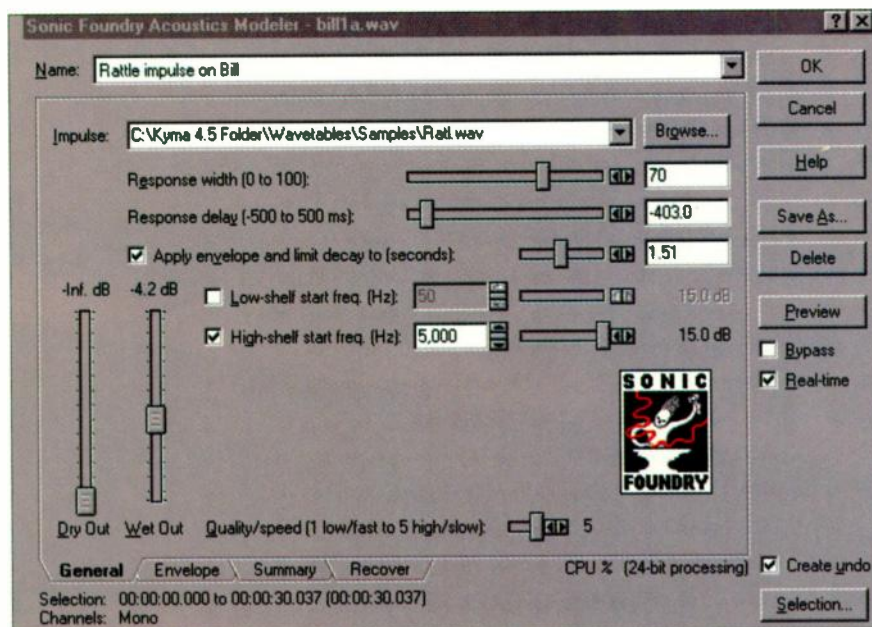 Sonic Foundry Acoustics Modeler - bill1a.wav
Name: Rattle impulse on Bill
OK
Cancel
Impulse: C:\Kyma 4.5 Folder\Wavetables\Samples\Ratl.wav Browse...
Help
Response width (0 to 100): 70
Response delay (-500 to 500 ms): -403.0
Save As...
Apply envelope and limit decay to (seconds): 1.51
Delete
-Inf. dB -4.2 dB
Low-shelf start freq. (Hz): 50 15.0 dB
Preview
High-shelf start freq. (Hz): 5,000 15.0 dB
Bypass
Real-time
SONIC
FOUNDRY
Dry Out Wet Out Quality/speed (1 low/fast to 5 high/slow): 5
General Envelope Summary Recover CPU % (24-bit processing)
Create undo
Selection: 00:00:00.000 to 00:00:30.037 (00:00:30.037)
Channels: Mono
Selection...